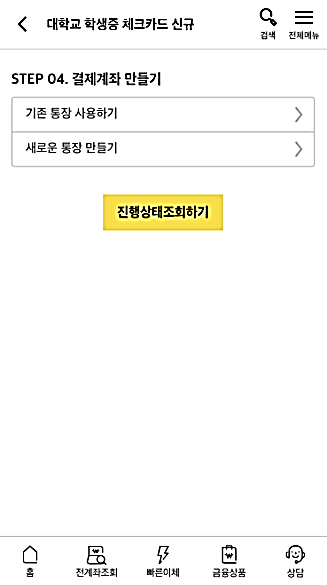 대학교 학생증 체크카드 신규
검색
전체메뉴
STEP 04. 결제계좌 만들기
기존 통장 사용하기
새로운 통장 만들기
진행상태조회하기
홈
전계좌조회
빠른이체
금융상품
상담